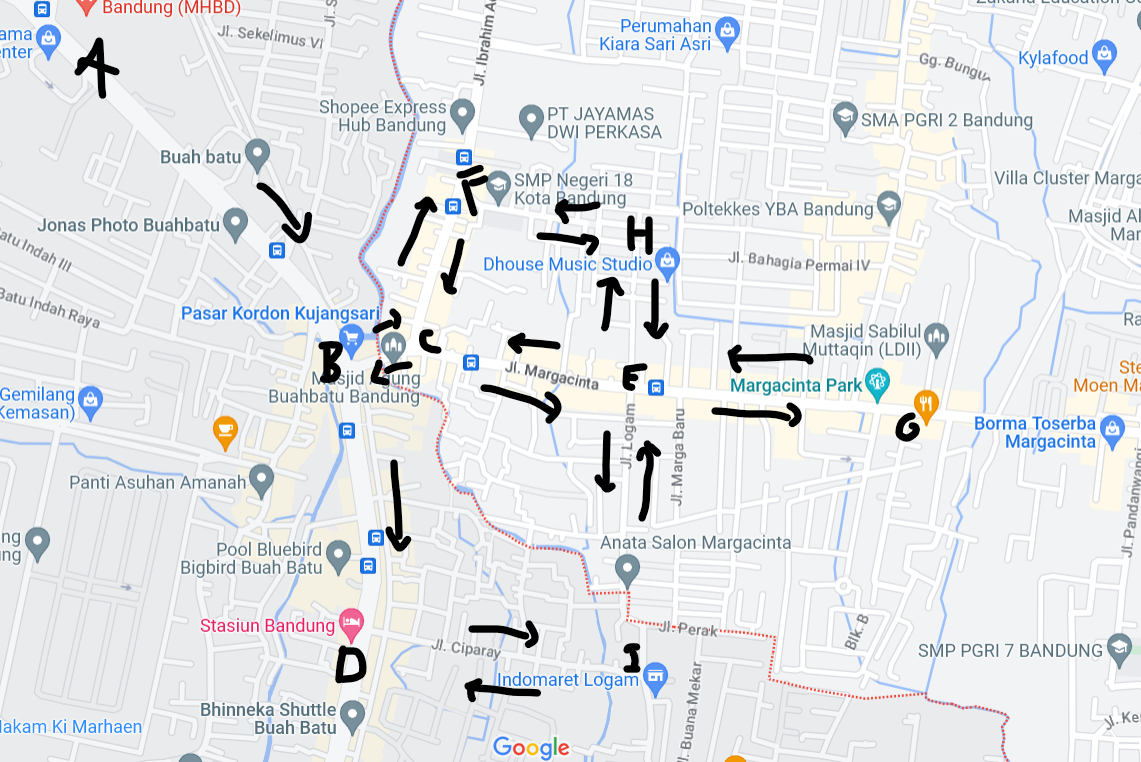 Bandung (MHBD)
Jl. Sekelimus VI
Jl. Ibrahim
Perumahan
Kiara Sari Asri
Gg. Bungur
Kylafood
enter
A
Shopee Express
Hub Bandung
PT JAYAMAS
DWI PERKASA
SMA PGRI 2 Bandung
Buah batu
F
SMP Negeri 18
Kota Bandung
Villa Cluster Marga
Poltekkes YBA Bandung
Masjid Al
Mar
Jonas Photo Buahbatu
H
Batu Indah III
Dhouse Music Studio
Jl. Bahagia Permai IV
Batu Indah Raya
Pasar Kordon Kujangsari
C
Masjid Sabilul
Muttaqin (LDII)
B
Masjid Agung
Buahbatu Bandung
Jl. Margacinta
E
Margacinta Park
Ste
Moen Ma
Gemilang
Kemasan)
Jl. Logam
Jl. Marga Baru
G
Borma Toserba
Margacinta
Panti Asuhan Amanah
Jl. Pandanwangi
Anata Salon Margacinta
Pool Bluebird
Bigbird Buah Batu
Stasiun Bandung
Jl. Perak
Blk. B
Jl. Ciparay
SMP PGRI 7 BANDUNG
D
I
Indomaret Logam
Bhinneka Shuttle
Buah Batu
Jl. Buana Mekar
Makam Ki Marhaen
Jl. Ke
Google